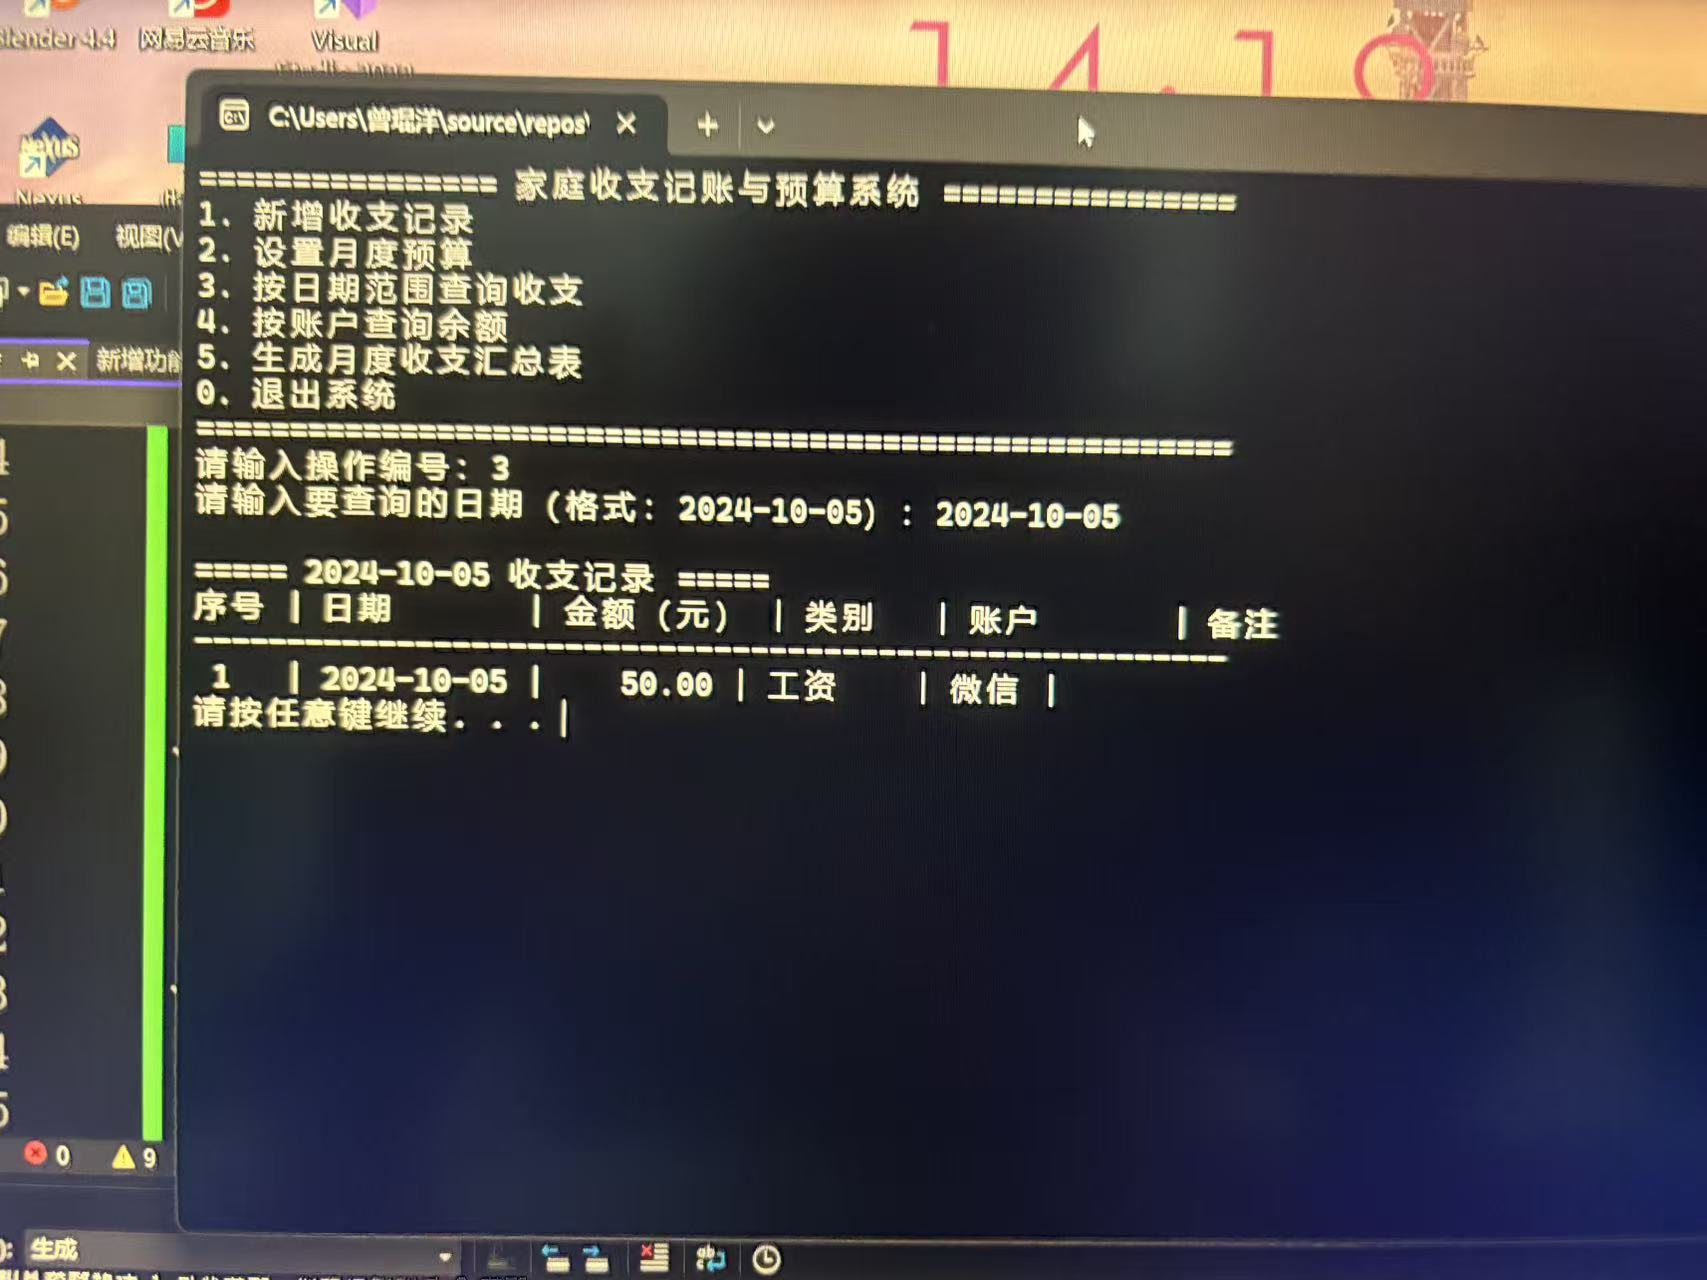 Blender 4.4
网易云音乐
Visual
14:19
Nexus
编辑(E)
视图(V
新增功能
C:\Users\曾琨洋\source\repos\
================ 家庭收支记账与预算系统 ================
1. 新增收支记录
2. 设置月度预算
3. 按日期范围查询收支
4. 按账户查询余额
5. 生成月度收支汇总表
0. 退出系统
========================================================
请输入操作编号: 3
请输入要查询的日期 (格式: 2024-10-05) : 2024-10-05
===== 2024-10-05 收支记录 =====
序号 | 日期 | 金额 (元) | 类别 | 账户 | 备注
--------------------------------------------------------
1 | 2024-10-05 | 50.00 | 工资 | 微信 |
请按任意键继续. . .
0
9
生成